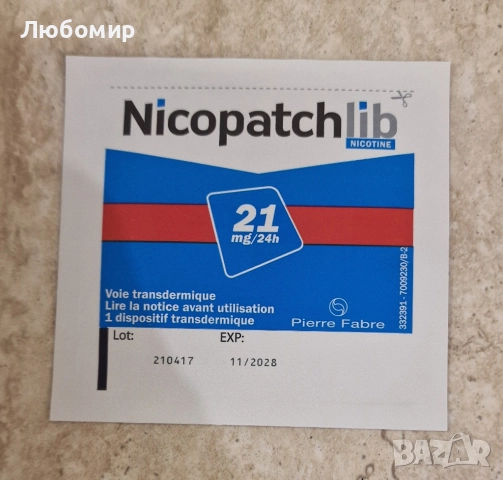 Любомир
Nicopatchlib
NICOTINE
21
mg/24h
Voie transdermique
Lire la notice avant utilisation
1 dispositif transdermique
Pierre Fabre
332391 - 7009230/B-2
Lot: EXP:
210417 11/2028
BAZAR